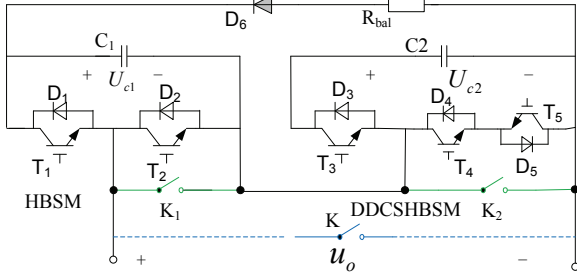 D6
Rbal
C1
C2
+ Uc1 −
+ Uc2 −
D1
D2
D3
D4
T5
T1
T2
T3
T4
D5
HBSM
K1
DDCSHBSM
K2
K
+
uo
−